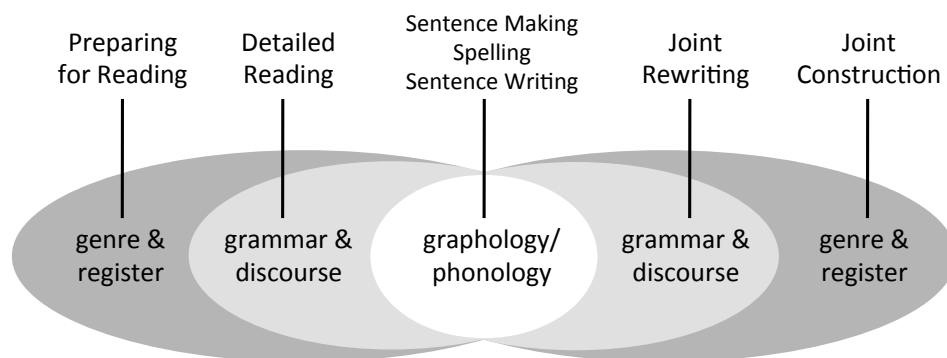 Preparing
for Reading
Detailed
Reading
Sentence Making
Spelling
Sentence Writing
Joint
Rewriting
Joint
Construction
genre &
register
grammar &
discourse
graphology/
phonology
grammar &
discourse
genre &
register